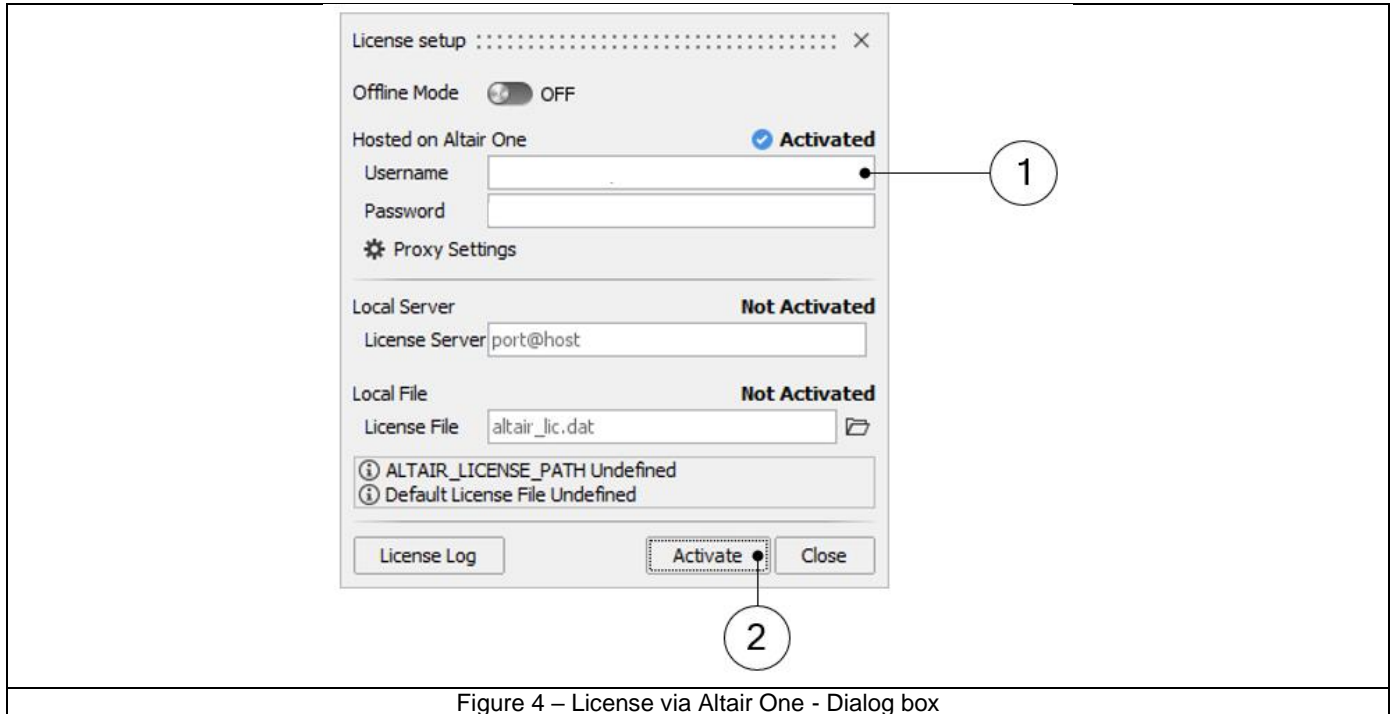 License setup
Offline Mode OFF
Hosted on Altair One Activated
Username
1
Password
Proxy Settings
Local Server Not Activated
License Server port@host
Local File Not Activated
License File altair_lic.dat
ALTAIR_LICENSE_PATH Undefined
Default License File Undefined
License Log Activate Close
2
Figure 4 – License via Altair One - Dialog box